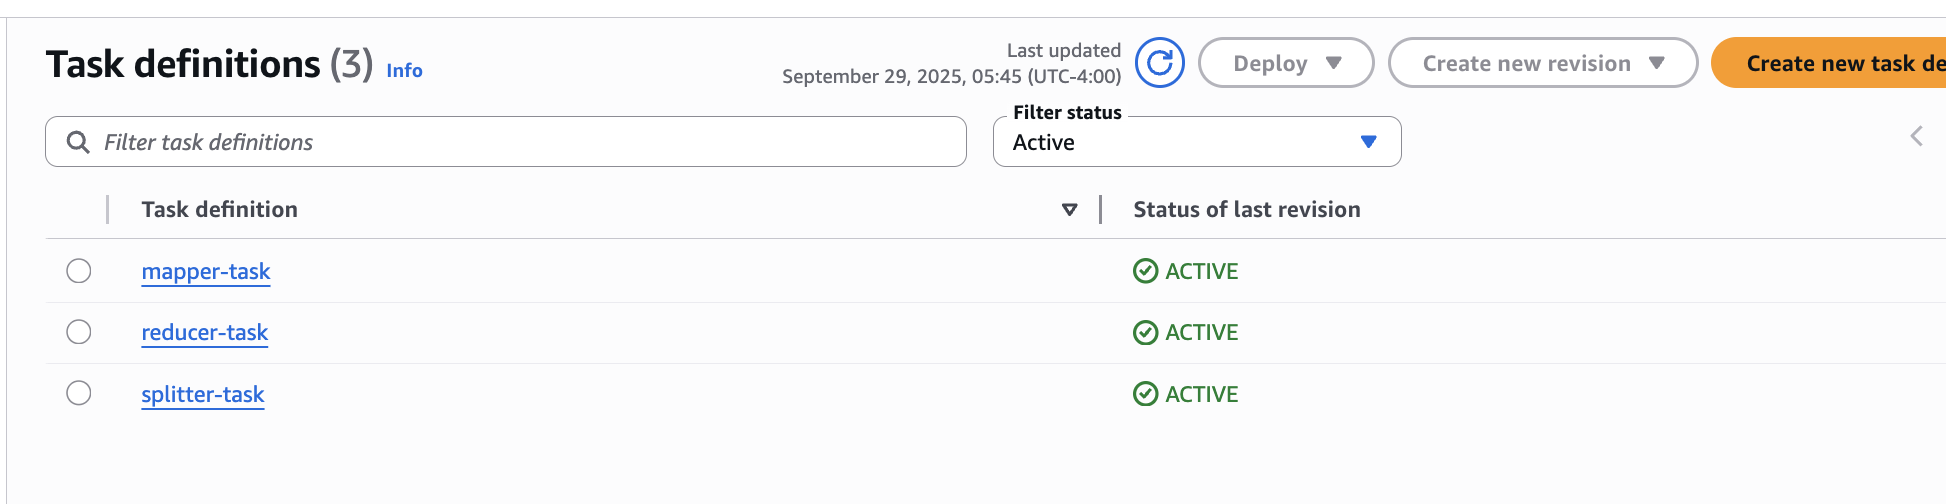 Task definitions (3) Info
Last updated
September 29, 2025, 05:45 (UTC-4:00)
Deploy
Create new revision
Create new task de
Filter task definitions
Filter status
Active
Task definition
Status of last revision
mapper-task ACTIVE
reducer-task ACTIVE
splitter-task ACTIVE